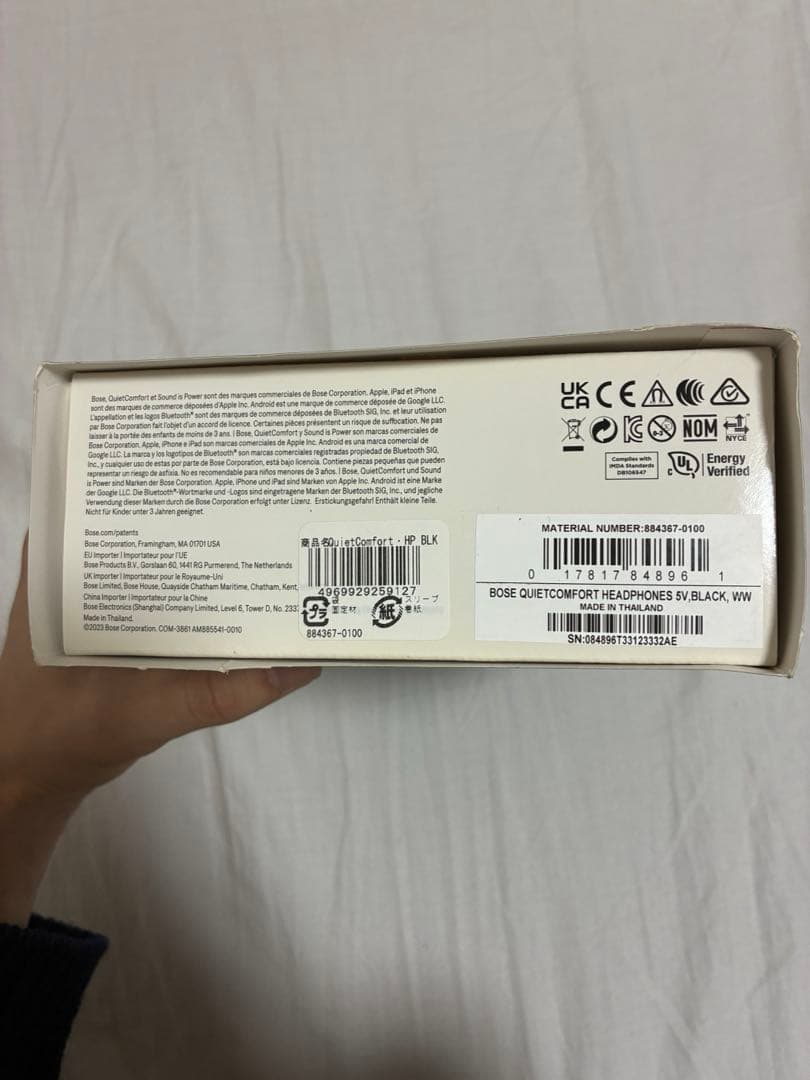 Bose, QuietComfort et Sound is Power sont des marques commerciales de Bose Corporation. Apple, iPad et iPhone
sont des marques de commerce déposées d'Apple Inc. Android est une marque de commerce déposée de Google LLC.
L'appellation et les logos Bluetooth® sont des marques de commerce déposées de Bluetooth SIG, Inc. et leur utilisation
par Bose Corporation fait l'objet d'un accord de licence. Certaines pièces présentent un risque de suffocation. Ne pas
laisser à la portée des enfants de moins de 3 ans. | Bose, QuietComfort y Sound is Power son marcas comerciales de
Bose Corporation. Apple, iPhone e iPad son marcas comerciales de Apple Inc. Android es una marca comercial de
Google LLC. La marca y los logotipos de Bluetooth® son marcas comerciales registradas propiedad de Bluetooth SIG,
Inc., y cualquier uso de estas por parte de Bose Corporation, está bajo licencia. Contiene piezas pequeñas que pueden
representar un riesgo de asfixia. No es recomendable para niños menores de 3 años. | Bose, QuietComfort und Sound
is Power sind Marken der Bose Corporation. Apple, iPhone und iPad sind Marken von Apple Inc. Android ist eine Marke
der Google LLC. Die Bluetooth®-Wortmarke und -Logos sind eingetragene Marken der Bluetooth SIG, Inc., und jegliche
Verwendung dieser Marken durch die Bose Corporation erfolgt unter Lizenz. Erstickungsgefahr! Enthält kleine Teile.
Nicht für Kinder unter 3 Jahren geeignet.
Bose.com/patents
Bose Corporation, Framingham, MA 01701 USA
EU Importer | Importateur pour l'UE
Bose Products B.V., Gorslaan 60, 1441 RG Purmerend, The Netherlands
UK Importer | Importateur pour le Royaume-Uni
Bose Limited, Bose House, Quayside Chatham Maritime, Chatham, Kent,
China Importer | Importateur pour la Chine
Bose Electronics (Shanghai) Company Limited, Level 6, Tower D, No. 233
Made in Thailand.
©2023 Bose Corporation. COM-3861 AM885541-0010
商品名QuietComfort・HP BLK
4969929259127
プラ
袋
固定材
紙
スリーブ
巻紙
884367-0100
UK
CA
CE
0-3
NOM
NYCE
Complies with
IMDA Standards
DB106547
c UL
Energy
Verified
MATERIAL NUMBER:884367-0100
0 17817 84896 1
BOSE QUIETCOMFORT HEADPHONES 5V,BLACK, WW
MADE IN THAILAND
SN:084896T33123332AE